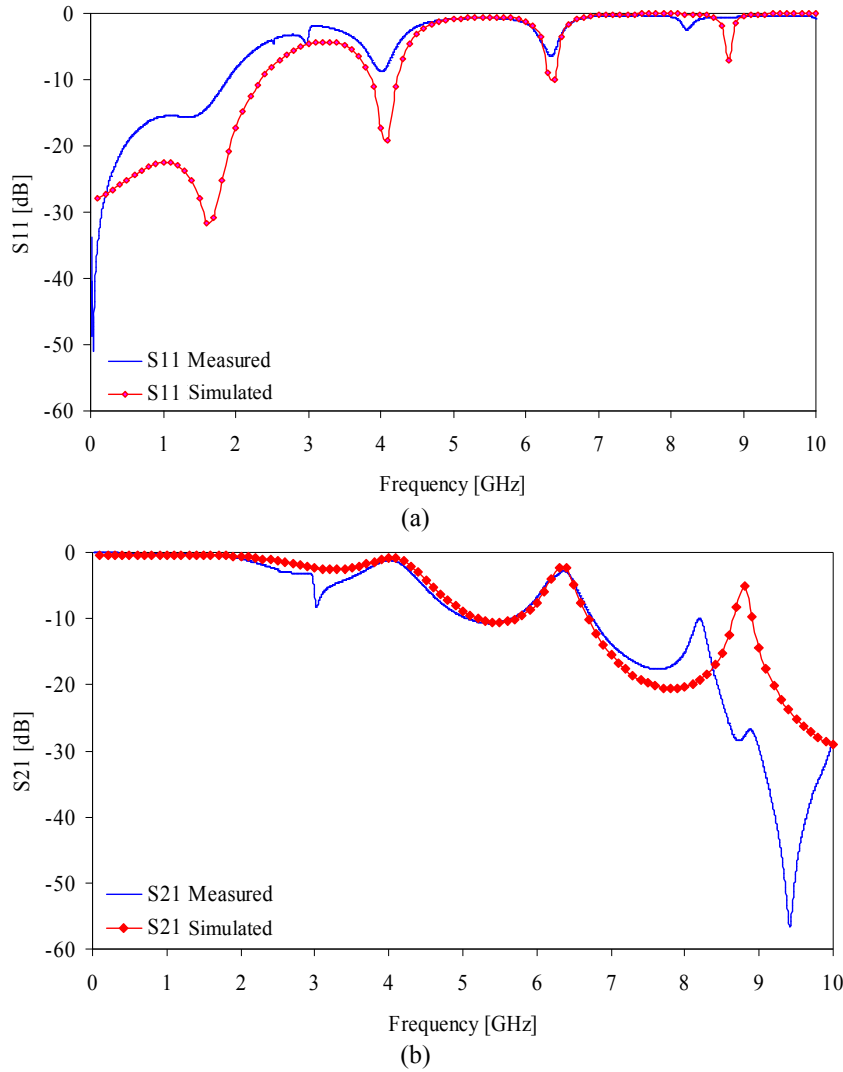 0
-10
-20
-30
-40
-50
-60
S11 [dB]
S11 Measured
S11 Simulated
0 1 2 3 4 5 6 7 8 9 10
Frequency [GHz]
(a)
0
-10
-20
-30
-40
-50
-60
S21 [dB]
S21 Measured
S21 Simulated
0 1 2 3 4 5 6 7 8 9 10
Frequency [GHz]
(b)